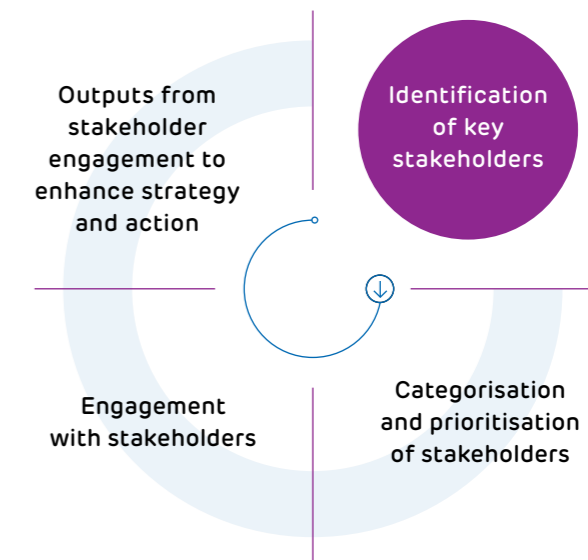 Outputs from
stakeholder
engagement to
enhance strategy
and action
Identification
of key
stakeholders
Categorisation
and prioritisation
of stakeholders
Engagement
with stakeholders